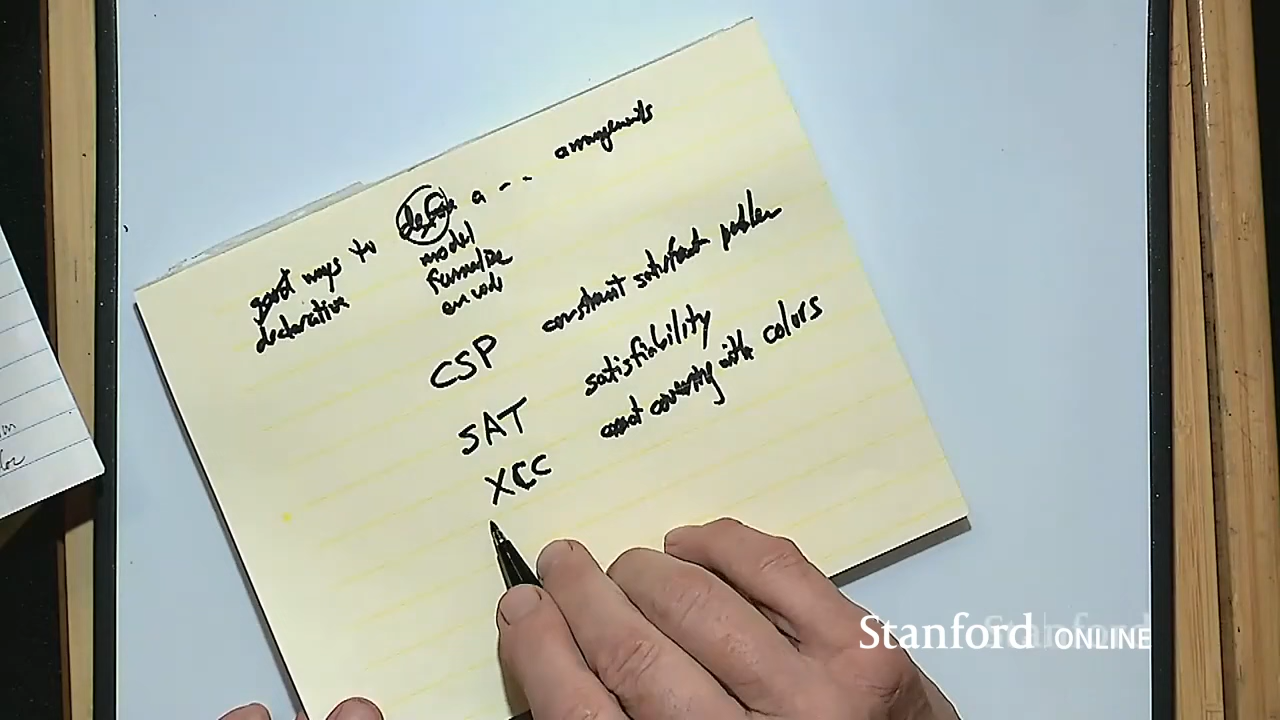 good ways to define a - - arrangements
declarative
model
formalize
encode
CSP constraint satisfaction problem
SAT satisfiability
XCC exact covering with colors
Stanford ONLINE